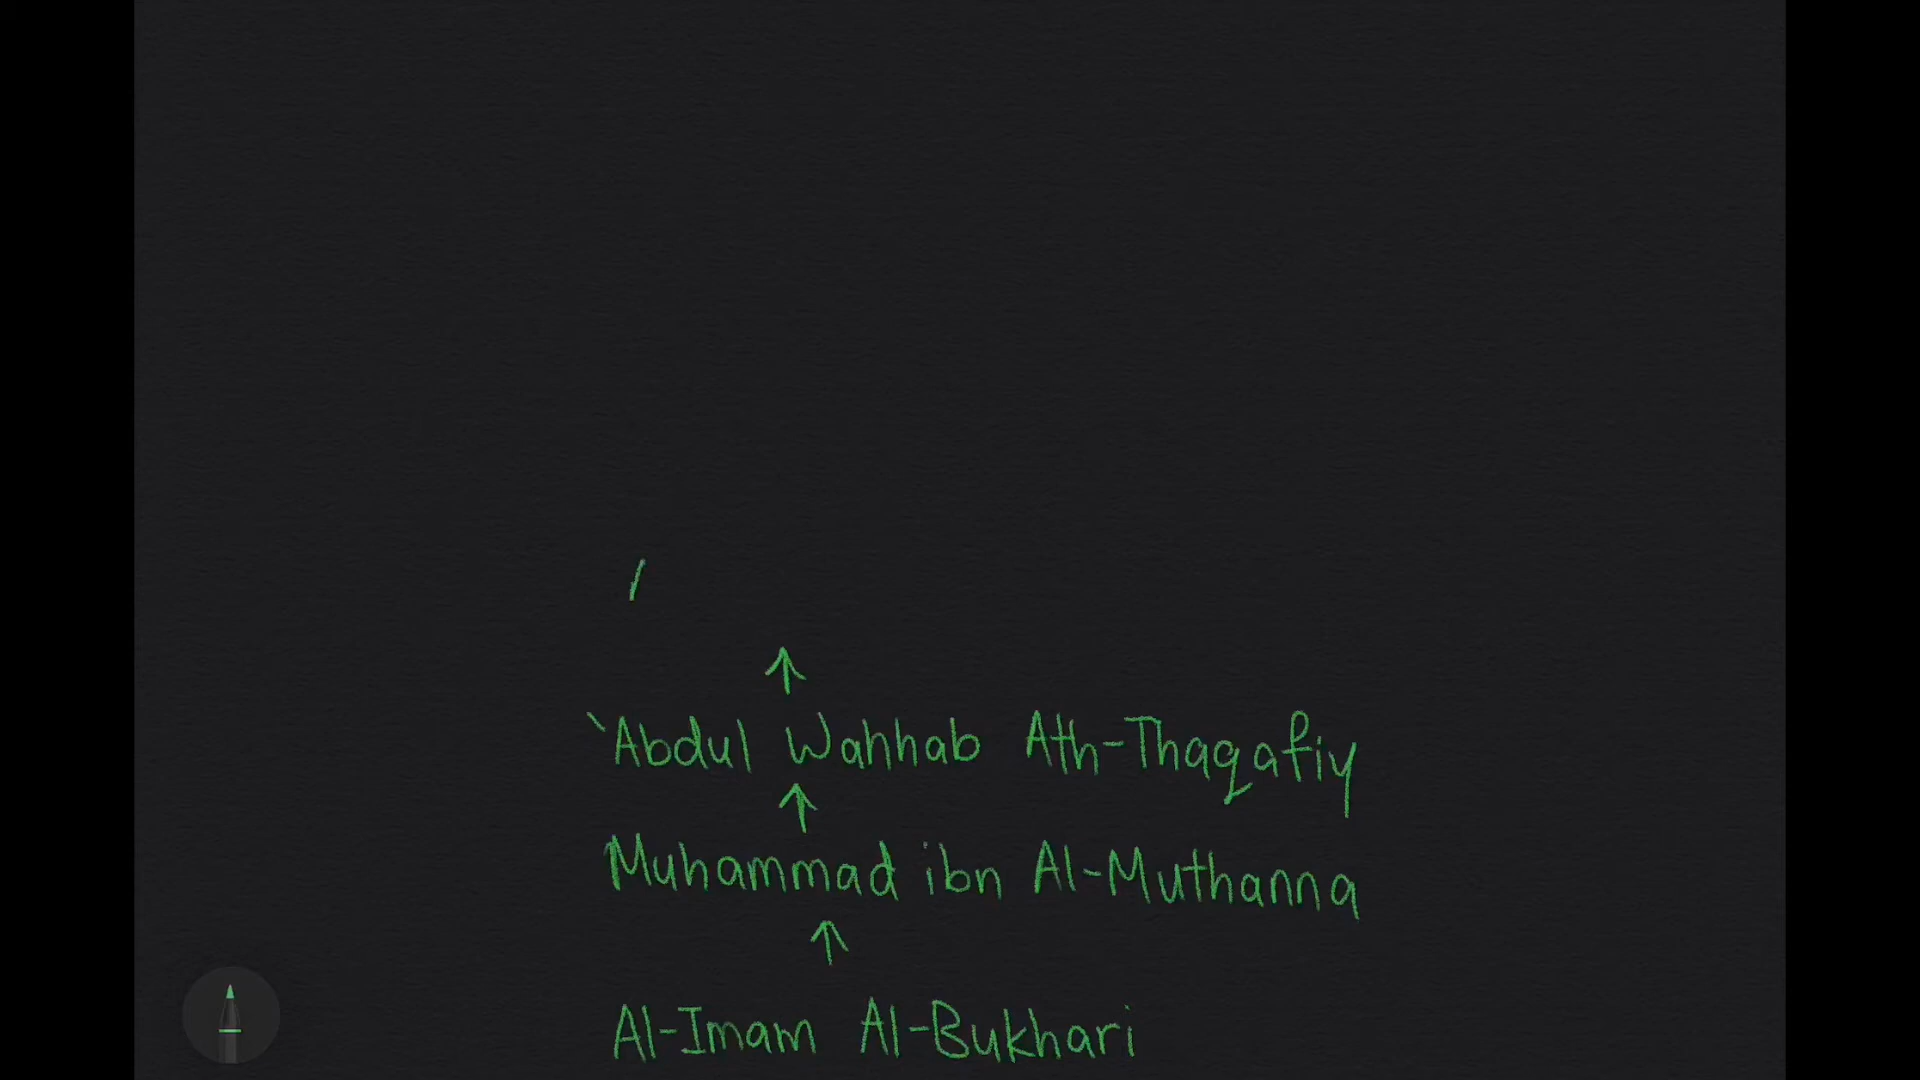 ↑
`Abdul Wahhab Ath-Thaqafiy
↑
Muhammad ibn Al-Muthanna
↑
Al-Imam Al-Bukhari